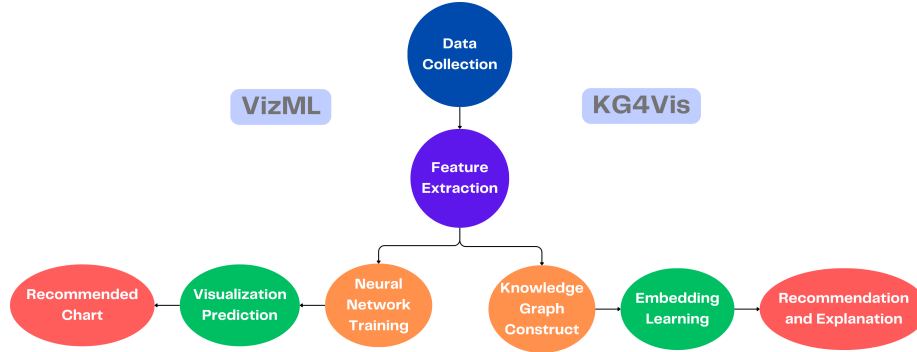 Data
Collection
VizML
KG4Vis
Feature
Extraction
Recommended
Chart
Visualization
Prediction
Neural
Network
Training
Knowledge
Graph
Construct
Embedding
Learning
Recommendation
and Explanation